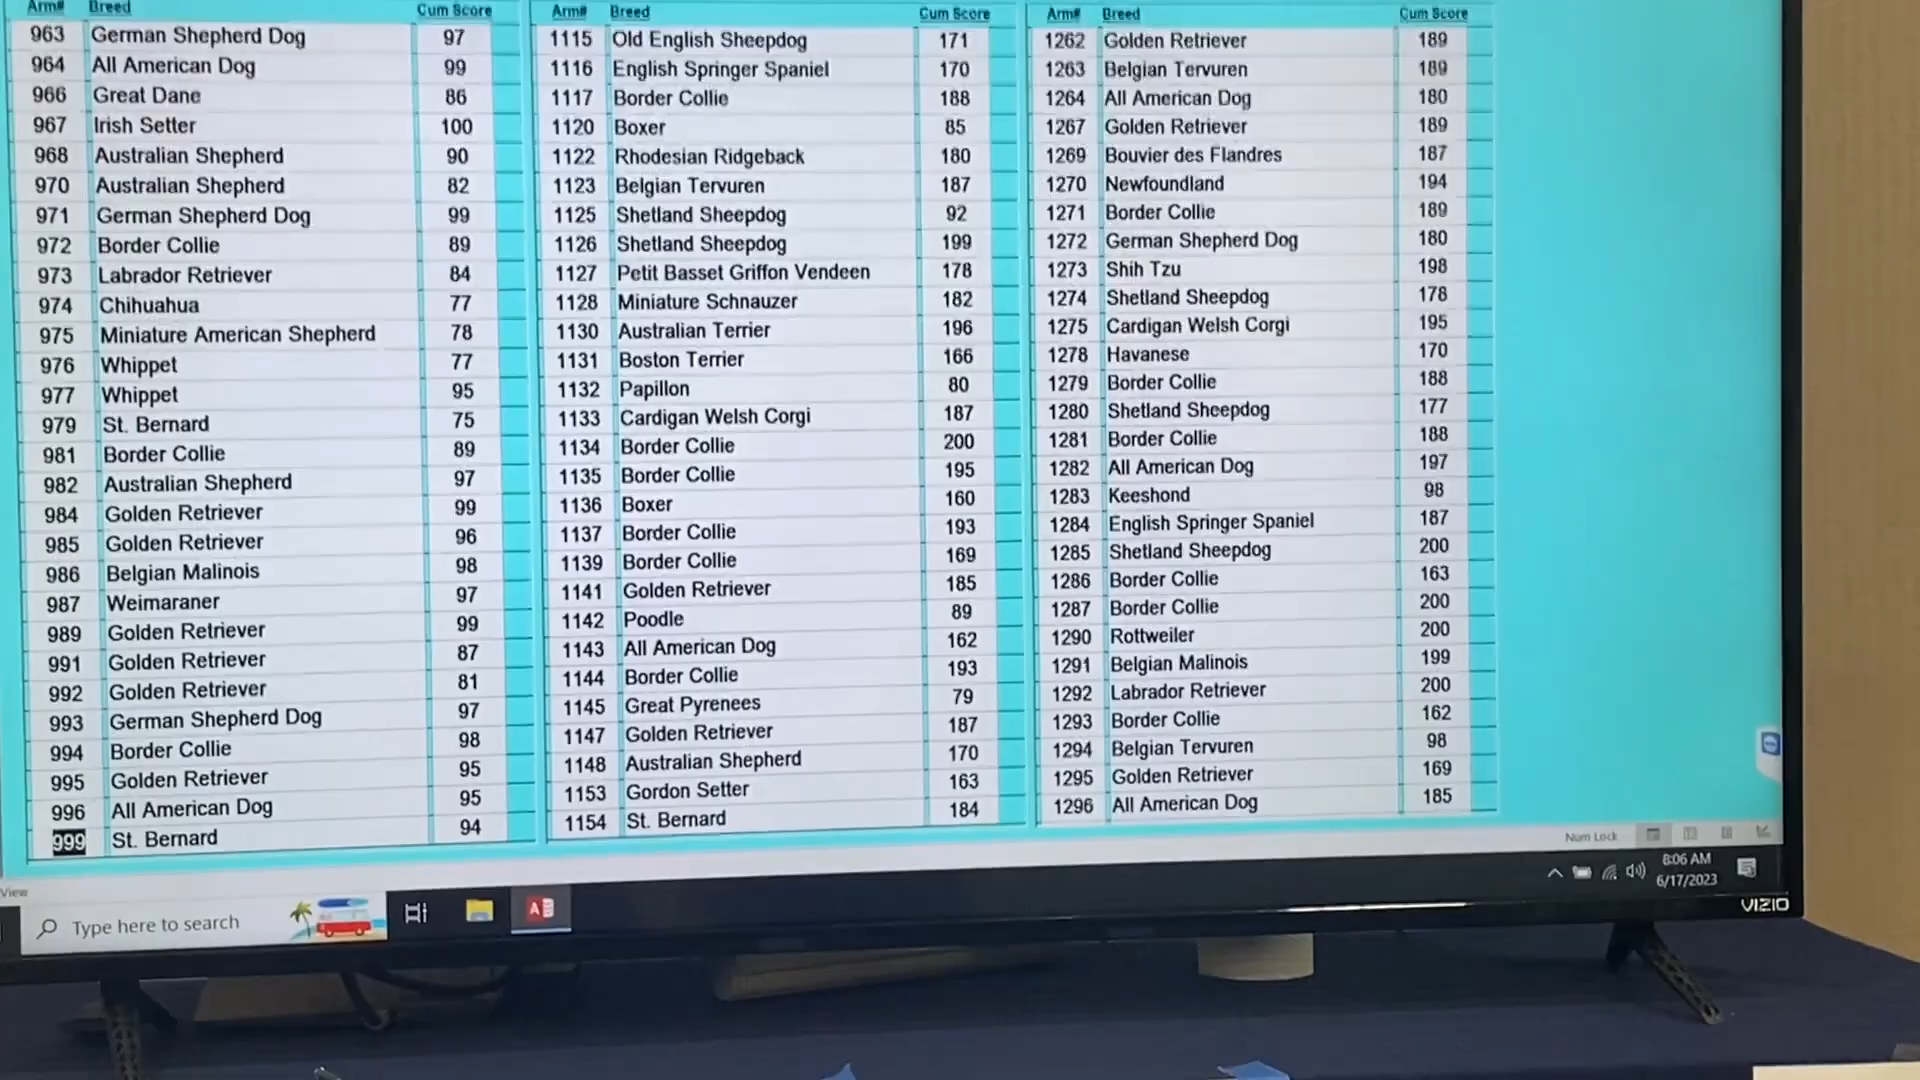 Arm# Breed Cum Score
963 German Shepherd Dog 97
964 All American Dog 99
966 Great Dane 86
967 Irish Setter 100
968 Australian Shepherd 90
970 Australian Shepherd 82
971 German Shepherd Dog 99
972 Border Collie 89
973 Labrador Retriever 84
974 Chihuahua 77
975 Miniature American Shepherd 78
976 Whippet 77
977 Whippet 95
979 St. Bernard 75
981 Border Collie 89
982 Australian Shepherd 97
984 Golden Retriever 99
985 Golden Retriever 96
986 Belgian Malinois 98
987 Weimaraner 97
989 Golden Retriever 99
991 Golden Retriever 87
992 Golden Retriever 81
993 German Shepherd Dog 97
994 Border Collie 98
995 Golden Retriever 95
996 All American Dog 95
999 St. Bernard 94
Arm# Breed Cum Score
1115 Old English Sheepdog 171
1116 English Springer Spaniel 170
1117 Border Collie 188
1120 Boxer 85
1122 Rhodesian Ridgeback 180
1123 Belgian Tervuren 187
1125 Shetland Sheepdog 92
1126 Shetland Sheepdog 199
1127 Petit Basset Griffon Vendeen 178
1128 Miniature Schnauzer 182
1130 Australian Terrier 196
1131 Boston Terrier 166
1132 Papillon 80
1133 Cardigan Welsh Corgi 187
1134 Border Collie 200
1135 Border Collie 195
1136 Boxer 160
1137 Border Collie 193
1139 Border Collie 169
1141 Golden Retriever 185
1142 Poodle 89
1143 All American Dog 162
1144 Border Collie 193
1145 Great Pyrenees 79
1147 Golden Retriever 187
1148 Australian Shepherd 170
1153 Gordon Setter 163
1154 St. Bernard 184
Arm# Breed Cum Score
1262 Golden Retriever 189
1263 Belgian Tervuren 189
1264 All American Dog 180
1267 Golden Retriever 189
1269 Bouvier des Flandres 187
1270 Newfoundland 194
1271 Border Collie 189
1272 German Shepherd Dog 180
1273 Shih Tzu 198
1274 Shetland Sheepdog 178
1275 Cardigan Welsh Corgi 195
1278 Havanese 170
1279 Border Collie 188
1280 Shetland Sheepdog 177
1281 Border Collie 188
1282 All American Dog 197
1283 Keeshond 98
1284 English Springer Spaniel 187
1285 Shetland Sheepdog 200
1286 Border Collie 163
1287 Border Collie 200
1290 Rottweiler 200
1291 Belgian Malinois 199
1292 Labrador Retriever 200
1293 Border Collie 162
1294 Belgian Tervuren 98
1295 Golden Retriever 169
1296 All American Dog 185
Num Lock
View
Type here to search
A
8:06 AM
6/17/2023
VIZIO